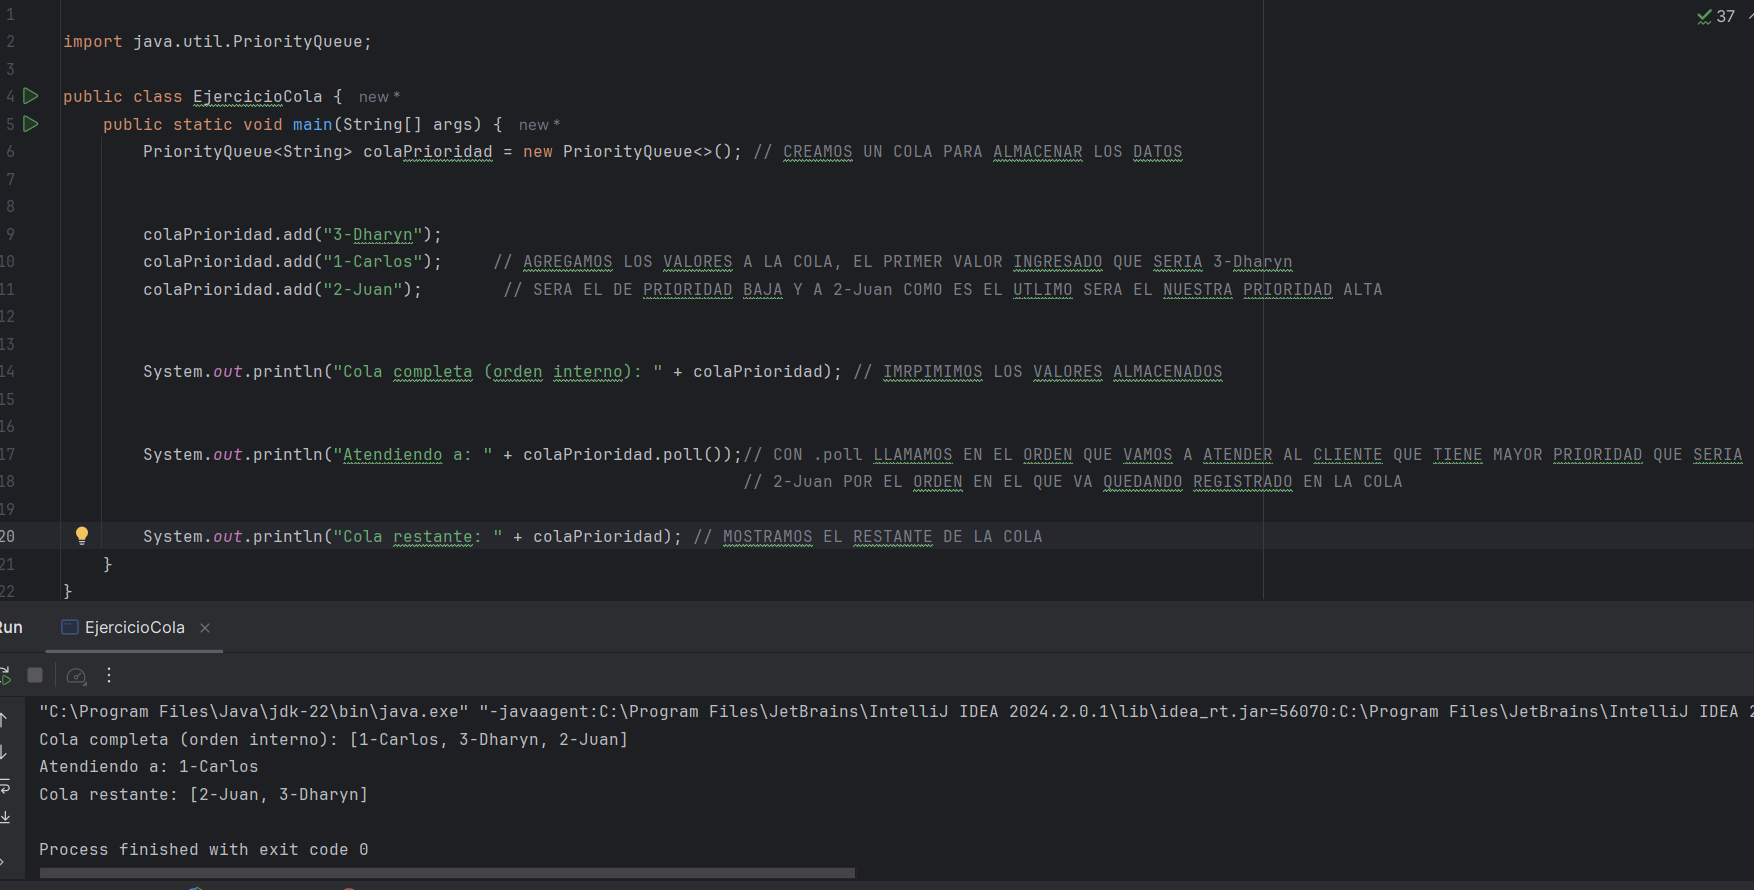 1
2 import java.util.PriorityQueue;
3
4 public class EjercicioCola { new *
5 public static void main(String[] args) { new *
6 PriorityQueue<String> colaPrioridad = new PriorityQueue<>(); // CREAMOS UN COLA PARA ALMACENAR LOS DATOS
7
8
9 colaPrioridad.add("3-Dharyn");
10 colaPrioridad.add("1-Carlos"); // AGREGAMOS LOS VALORES A LA COLA, EL PRIMER VALOR INGRESADO QUE SERIA 3-Dharyn
11 colaPrioridad.add("2-Juan"); // SERA EL DE PRIORIDAD BAJA Y A 2-Juan COMO ES EL UTLIMO SERA EL NUESTRA PRIORIDAD ALTA
12
13
14 System.out.println("Cola completa (orden interno): " + colaPrioridad); // IMRPIMIMOS LOS VALORES ALMACENADOS
15
16
17 System.out.println("Atendiendo a: " + colaPrioridad.poll());// CON .poll LLAMAMOS EN EL ORDEN QUE VAMOS A ATENDER AL CLIENTE QUE TIENE MAYOR PRIORIDAD QUE SERIA
18 // 2-Juan POR EL ORDEN EN EL QUE VA QUEDANDO REGISTRADO EN LA COLA
19
20 System.out.println("Cola restante: " + colaPrioridad); // MOSTRAMOS EL RESTANTE DE LA COLA
21 }
22 }
37
Run EjercicioCola
"C:\Program Files\Java\jdk-22\bin\java.exe" "-javaagent:C:\Program Files\JetBrains\IntelliJ IDEA 2024.2.0.1\lib\idea_rt.jar=56070:C:\Program Files\JetBrains\IntelliJ IDEA 2
Cola completa (orden interno): [1-Carlos, 3-Dharyn, 2-Juan]
Atendiendo a: 1-Carlos
Cola restante: [2-Juan, 3-Dharyn]
Process finished with exit code 0